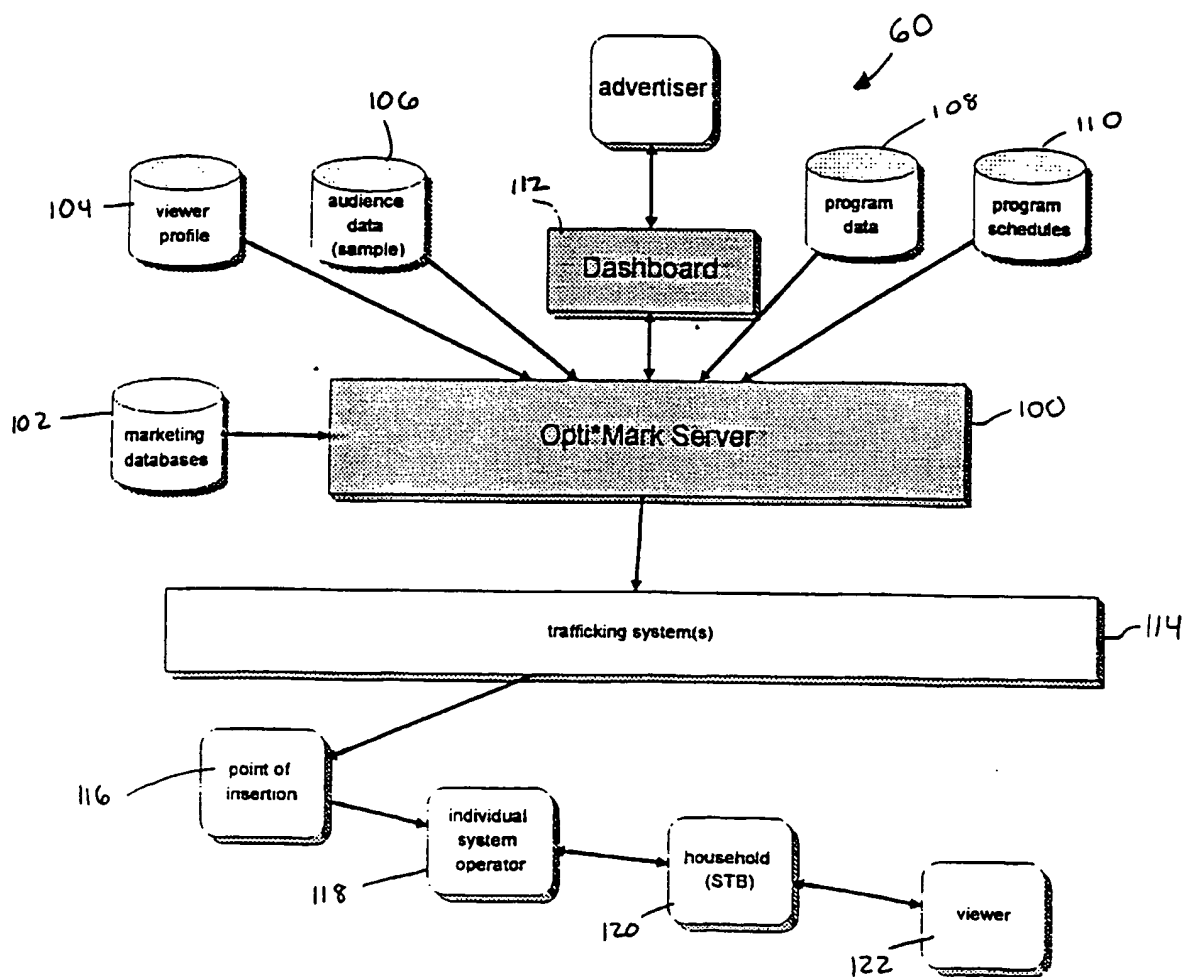 60
advertiser
106
108
110
104
viewer
profile
audience
data
(sample)
112
program
data
program
schedules
Dashboard
102
marketing
databases
Opti*Mark Server
100
trafficking system(s)
114
116
point of
insertion
individual
system
operator
118
household
(STB)
120
viewer
122